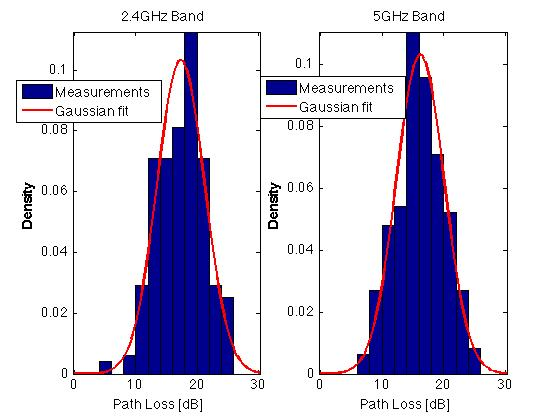 2.4GHz Band
0.1
0.08
0.06
0.04
0.02
0
Density
Measurements
Gaussian fit
0 10 20 30
Path Loss [dB]
5GHz Band
0.1
0.08
0.06
0.04
0.02
0
Density
Measurements
Gaussian fit
0 10 20 30
Path Loss [dB]